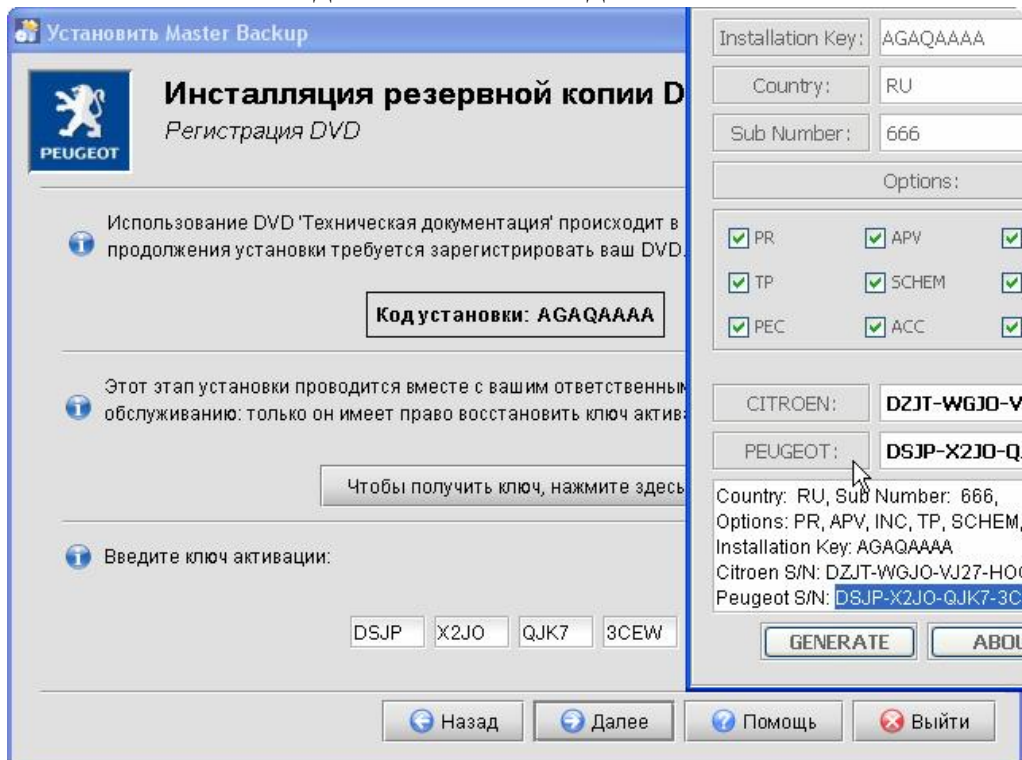 Установить Master Backup
PEUGEOT
Инсталляция резервной копии D
Регистрация DVD
Использование DVD 'Техническая документация' происходит в
продолжения установки требуется зарегистрировать ваш DVD.
Код установки: AGAQAAAA
Этот этап установки проводится вместе с вашим ответственным
обслуживанию: только он имеет право восстановить ключ актив
Чтобы получить ключ, нажмите здесь
Введите ключ активации:
DSJP X2JO QJK7 3CEW
Назад Далее Помощь Выйти
Installation Key: AGAQAAAA
Country: RU
Sub Number: 666
Options:
PR APV
TP SCHEM
PEC ACC
CITROEN: DZJT-WGJO-V
PEUGEOT: DSJP-X2JO-Q
Country: RU, Sub Number: 666,
Options: PR, APV, INC, TP, SCHEM,
Installation Key: AGAQAAAA
Citroen S/N: DZJT-WGJO-VJ27-HO
Peugeot S/N: DSJP-X2JO-QJK7-3C
GENERATE ABOU